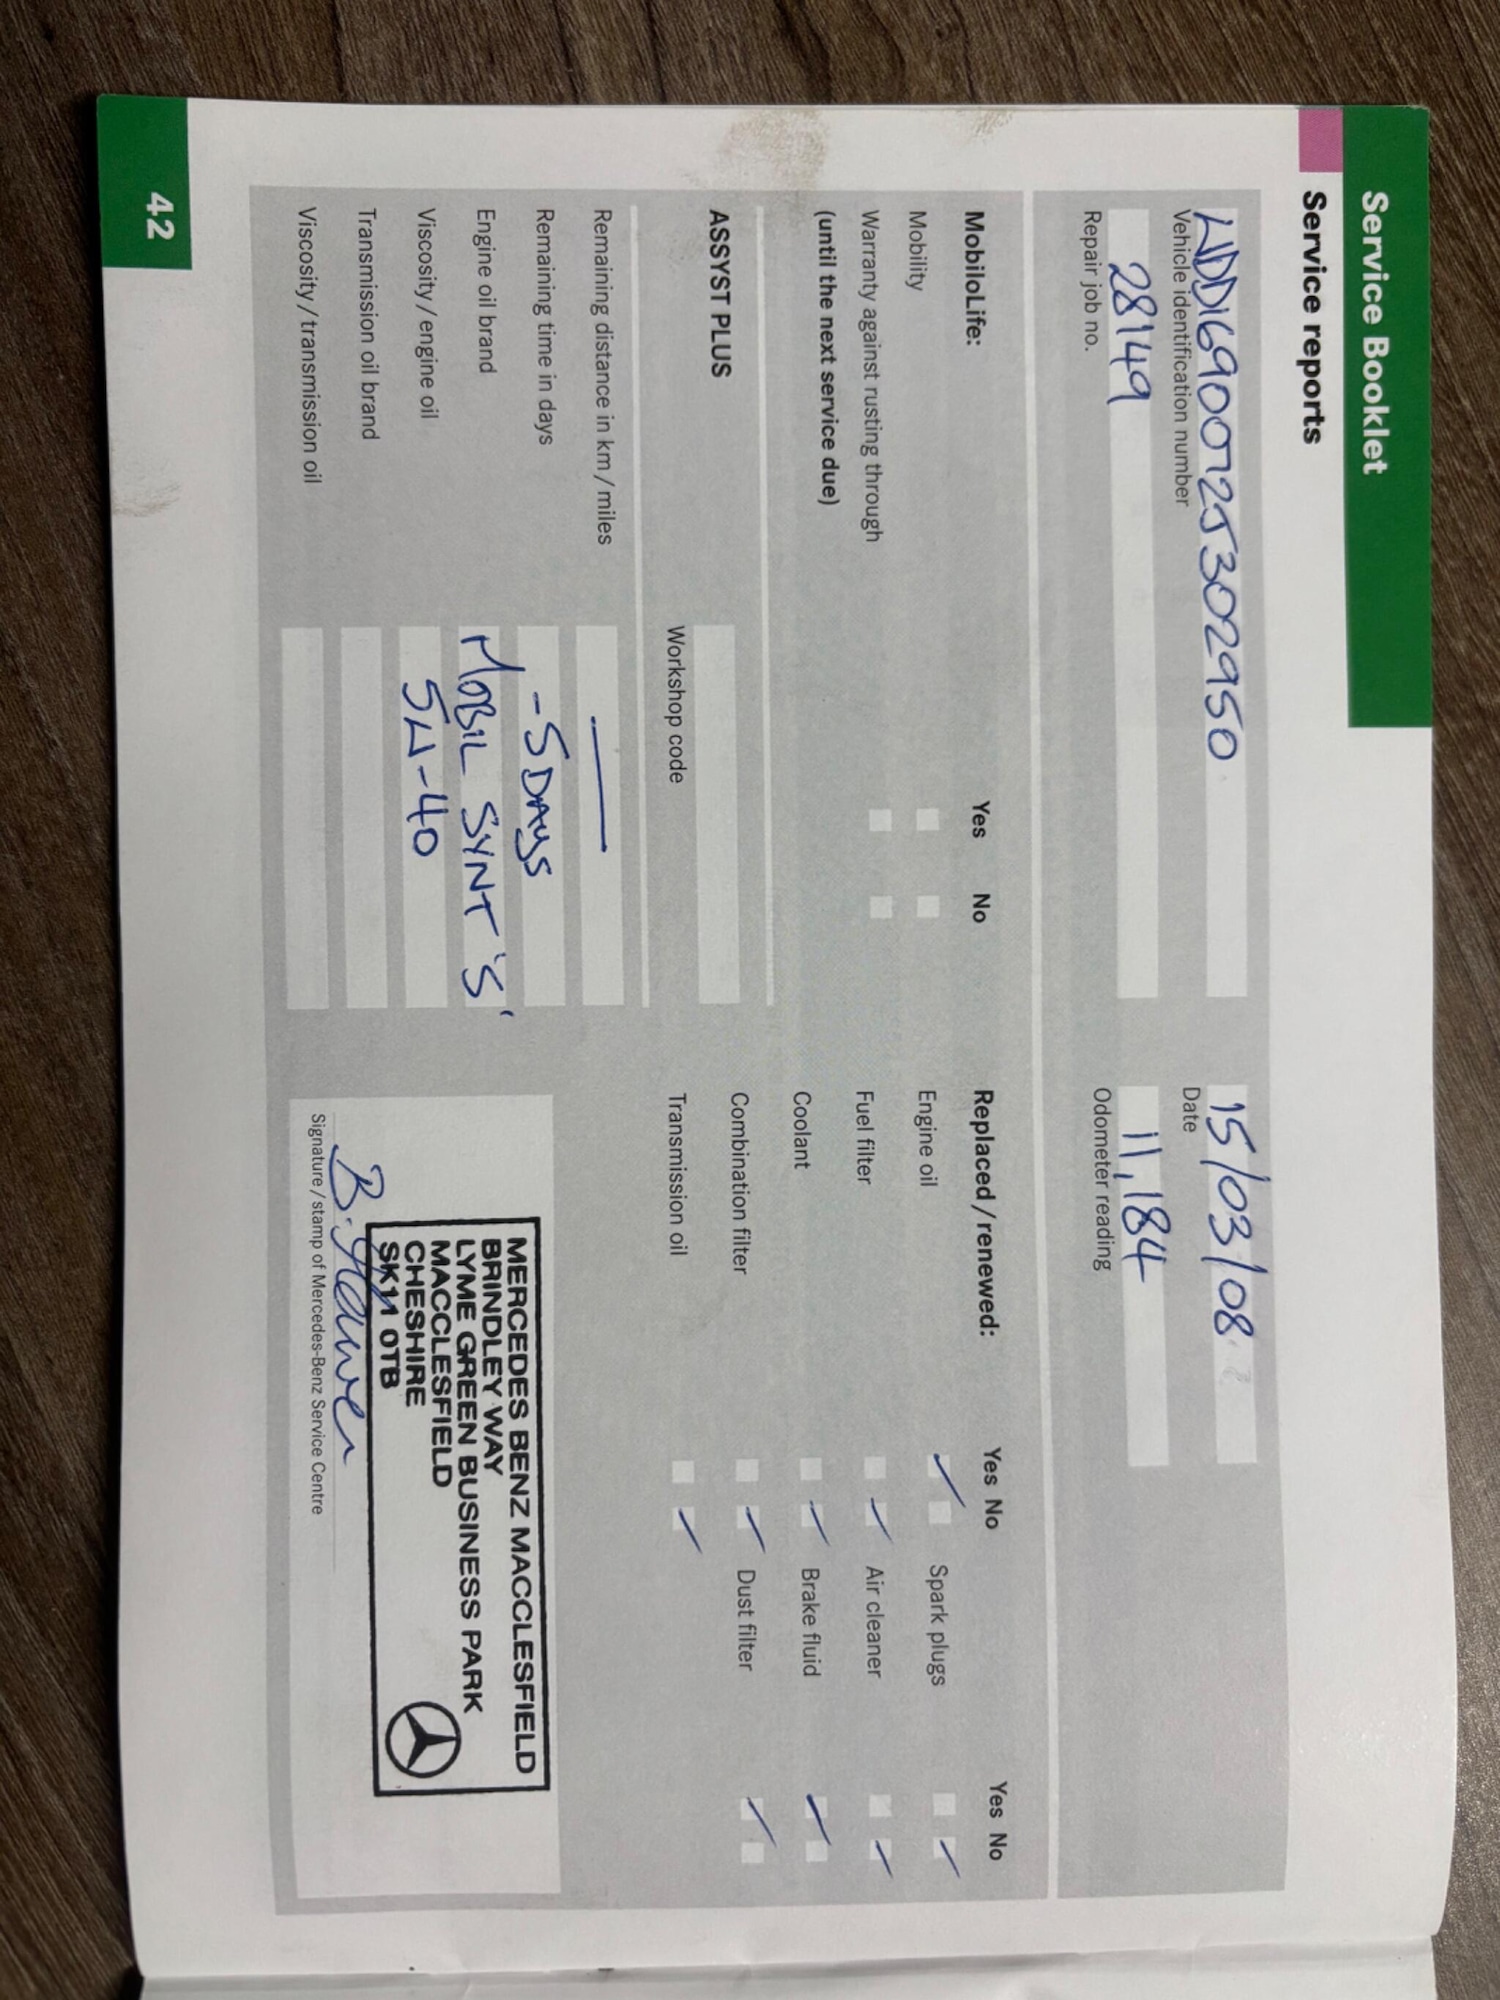 Service Booklet
Service reports
WDD1690072J302950
Vehicle identification number
15/03/08
Date
28149
Repair job no.
11,184
Odometer reading
MobiloLife: Yes No
Mobility
Warranty against rusting through
(until the next service due)
Replaced / renewed: Yes No Yes No
Engine oil Spark plugs
Fuel filter Air cleaner
Coolant Brake fluid
Combination filter Dust filter
Transmission oil
ASSYST PLUS
Workshop code
Remaining distance in km / miles —
Remaining time in days -5 DAYS
Engine oil brand MOBIL SYNT 'S'
Viscosity / engine oil 5W-40
Transmission oil brand
Viscosity / transmission oil
MERCEDES BENZ MACCLESFIELD
BRINDLEY WAY
LYME GREEN BUSINESS PARK
MACCLESFIELD
CHESHIRE
SK11 0TB
Signature / stamp of Mercedes-Benz Service Centre
42